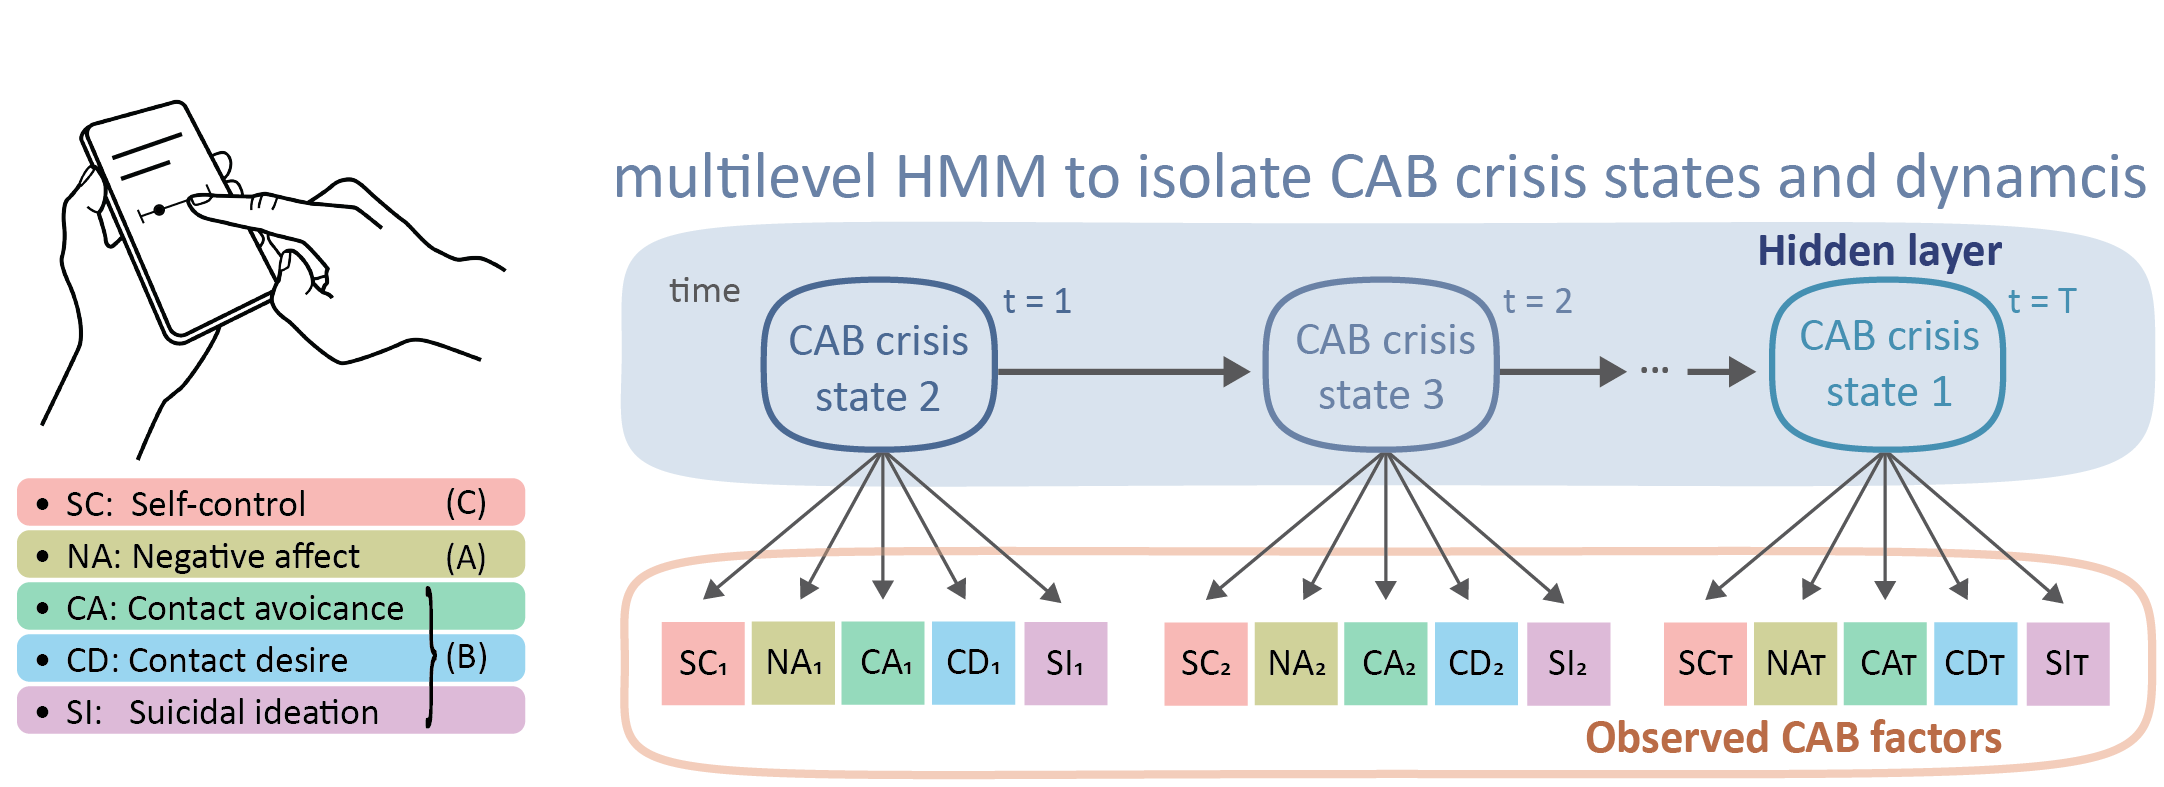 multilevel HMM to isolate CAB crisis states and dynamcis
Hidden layer
time
t = 1
t = 2
t = T
CAB crisis
state 2
CAB crisis
state 3
...
CAB crisis
state 1
• SC: Self-control (C)
• NA: Negative affect (A)
• CA: Contact avoicance
• CD: Contact desire (B)
• SI: Suicidal ideation
SC₁ NA₁ CA₁ CD₁ SI₁
SC₂ NA₂ CA₂ CD₂ SI₂
SCT NAT CAT CDT SIT
Observed CAB factors